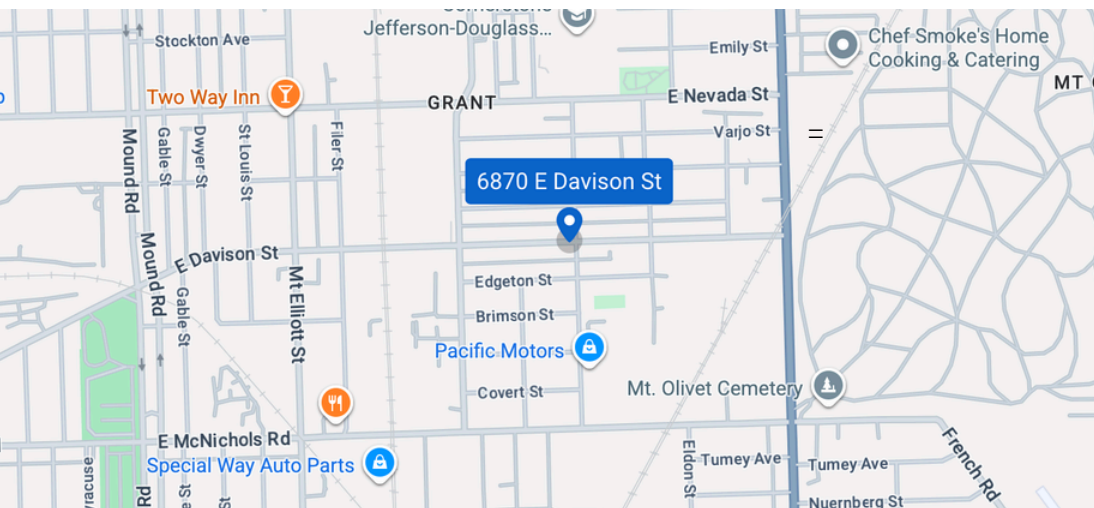 Jefferson-Douglass...
Stockton Ave
Emily St
Chef Smoke's Home
Cooking & Catering
MT
Two Way Inn
GRANT
E Nevada St
Varjo St
Mound Rd
Gable St
Dwyer St
St Louis St
Filer St
6870 E Davison St
E Davison St
Mound Rd
Gable St
Mt Elliott St
Edgeton St
Brimson St
Pacific Motors
Covert St
Mt. Olivet Cemetery
E McNichols Rd
Special Way Auto Parts
Eldon St
Tumey Ave
Tumey Ave
French Rd
Nuernberg St
Rd
St